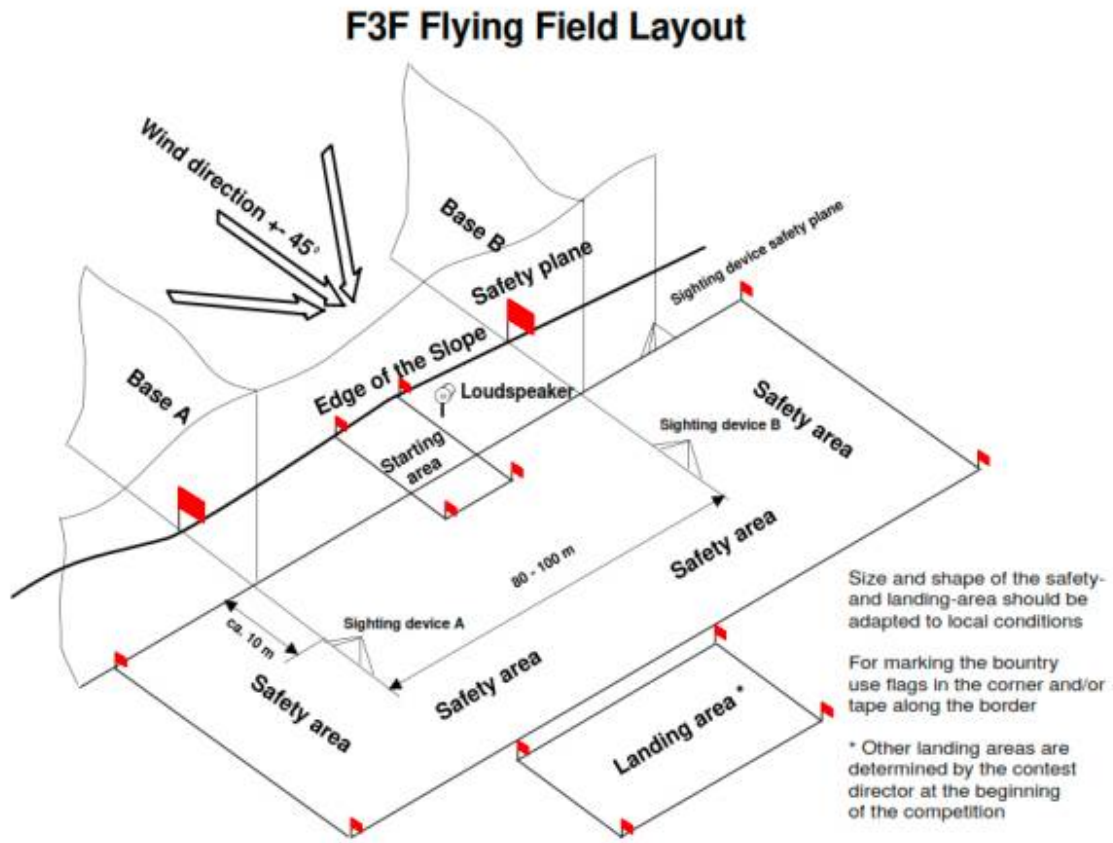 F3F Flying Field Layout
Wind direction +- 45°
Base B
Safety plane
Sighting device safety plane
Edge of the Slope
Base A
Loudspeaker
Safety area
Sighting device B
Starting
area
80 - 100 m
Safety area
Sighting device A
ca. 10 m
Safety area
Safety area
Landing area *
Size and shape of the safety-
and landing-area should be
adapted to local conditions
For marking the bountry
use flags in the corner and/or
tape along the border
* Other landing areas are
determined by the contest
director at the beginning
of the competition